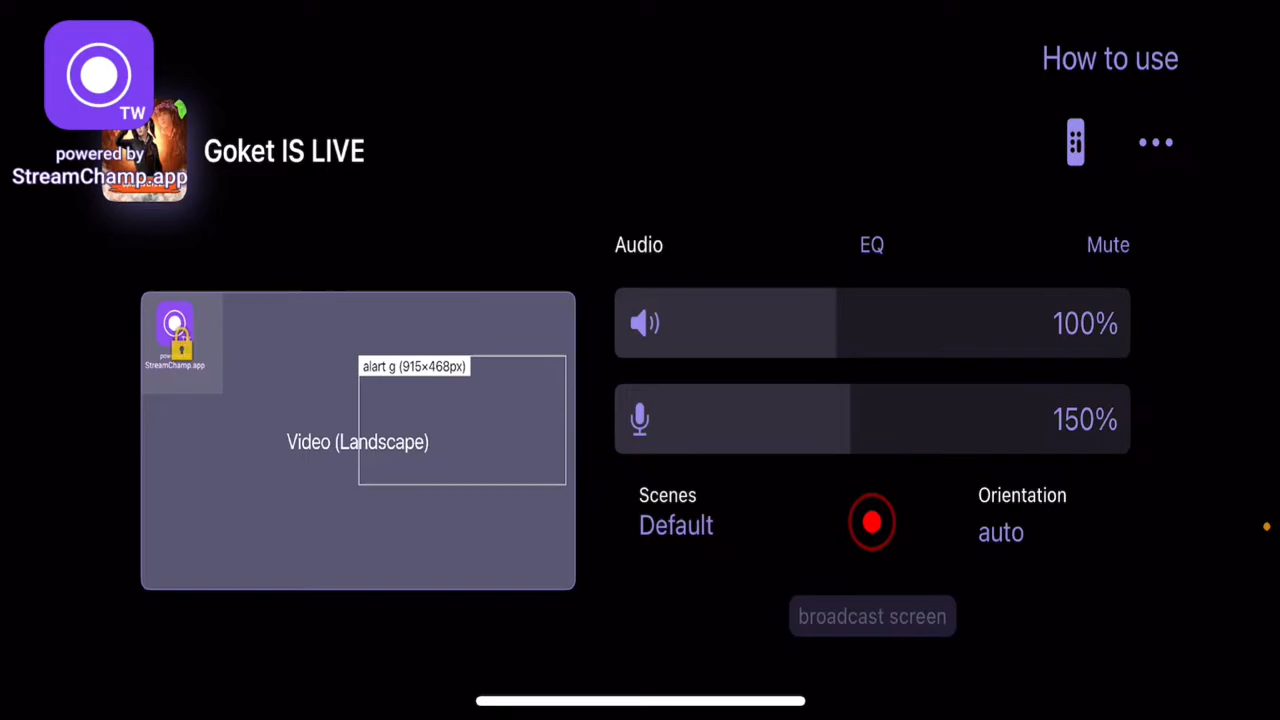 How to use
TW
powered by
StreamChamp.app
Goket IS LIVE
Audio
EQ
Mute
100%
150%
StreamChamp.app
alart g (915×468px)
Video (Landscape)
Scenes
Default
Orientation
auto
broadcast screen